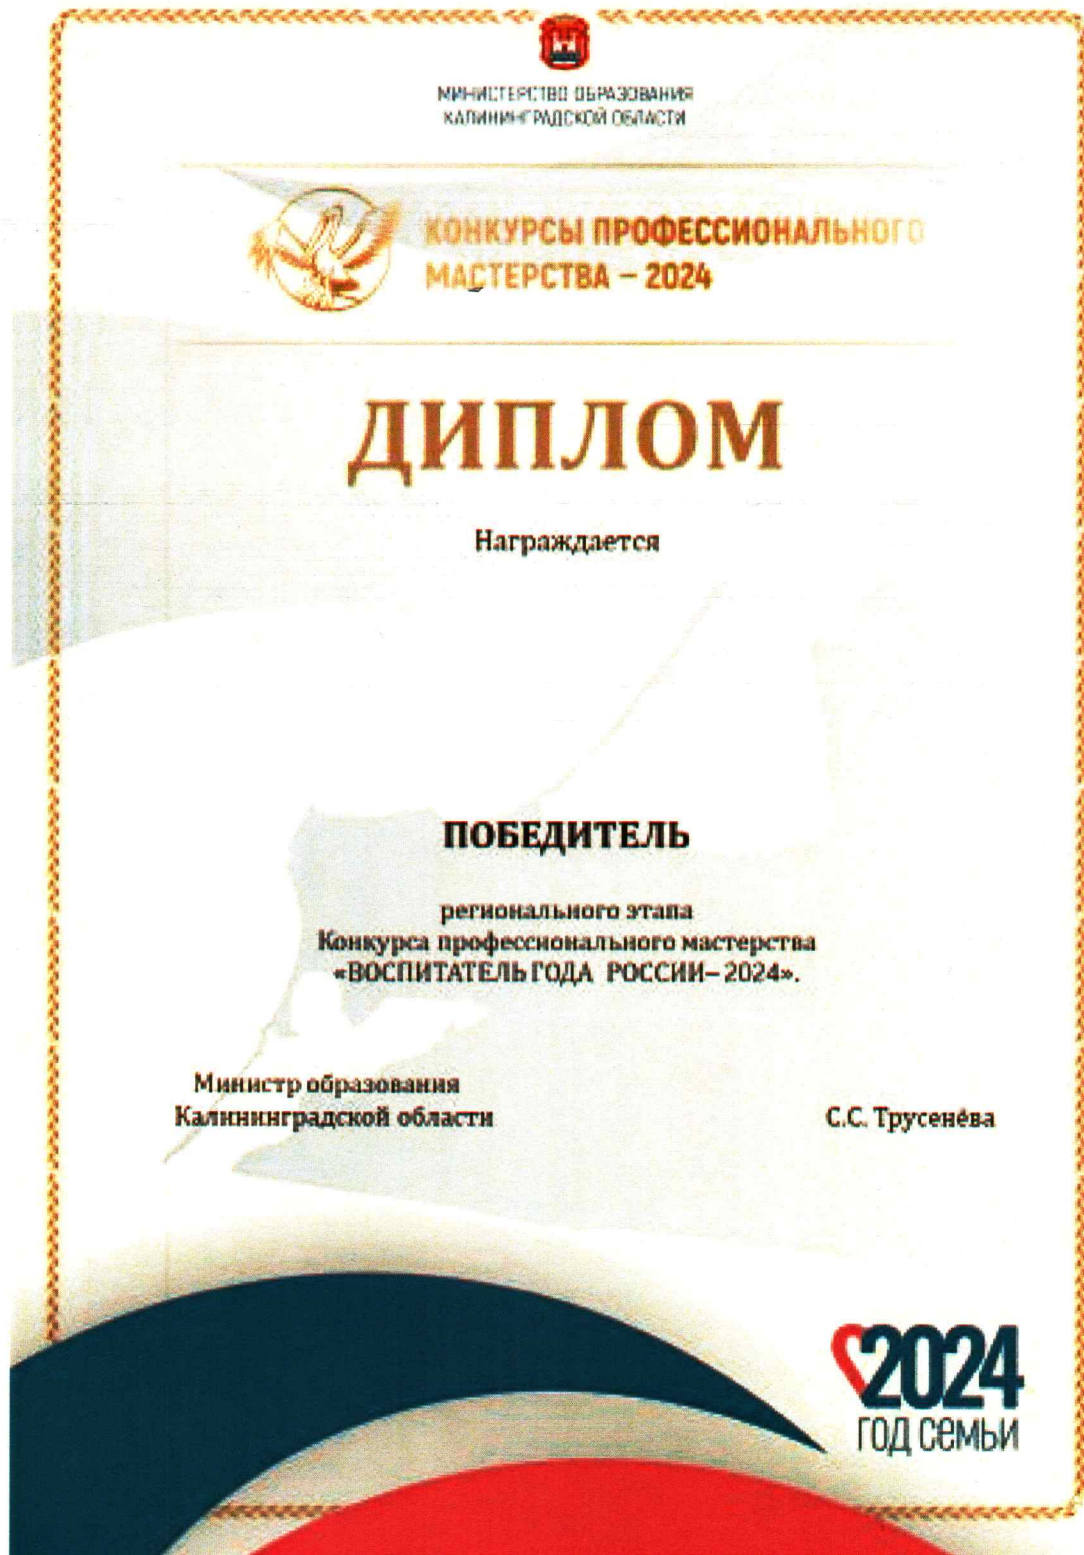 МИНИСТЕРСТВО ОБРАЗОВАНИЯ
КАЛИНИНГРАДСКОЙ ОБЛАСТИ
КОНКУРСЫ ПРОФЕССИОНАЛЬНОГО
МАСТЕРСТВА – 2024
ДИПЛОМ
Награждается
ПОБЕДИТЕЛЬ
регионального этапа
Конкурса профессионального мастерства
«ВОСПИТАТЕЛЬ ГОДА РОССИИ– 2024».
Министр образования
Калининградской области
С.С. Трусенёва
2024
ГОД СЕМЬИ